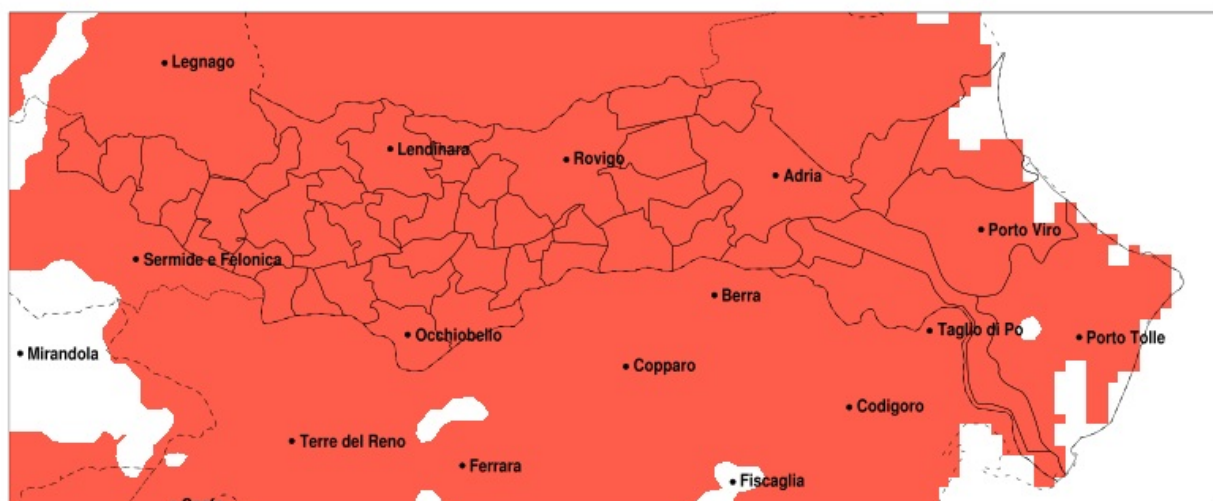 Legnago
Lendinara
Rovigo
Adria
Porto Viro
Sermide e Felonica
Berra
Occhiobello
Taglio di Po
Porto Tolle
Mirandola
Copparo
Codigoro
Terre del Reno
Ferrara
Fiscaglia